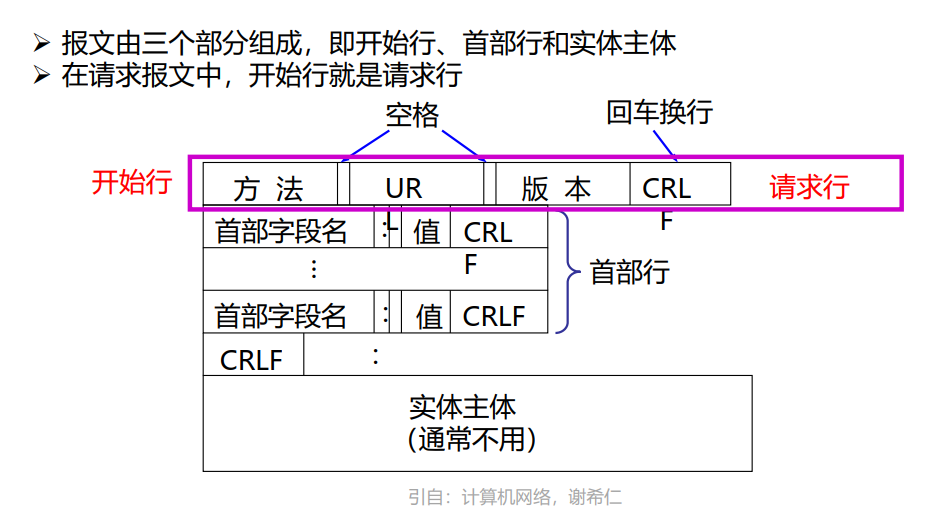 ➢ 报文由三个部分组成，即开始行、首部行和实体主体
➢ 在请求报文中，开始行就是请求行
空格
回车换行
开始行
方 法
UR
L
版 本
CRL
F
请求行
首部字段名
:
值
CRL
F
⋮
首部行
首部字段名
:
值
CRLF
CRLF
:
实体主体
（通常不用）
引自：计算机网络，谢希仁